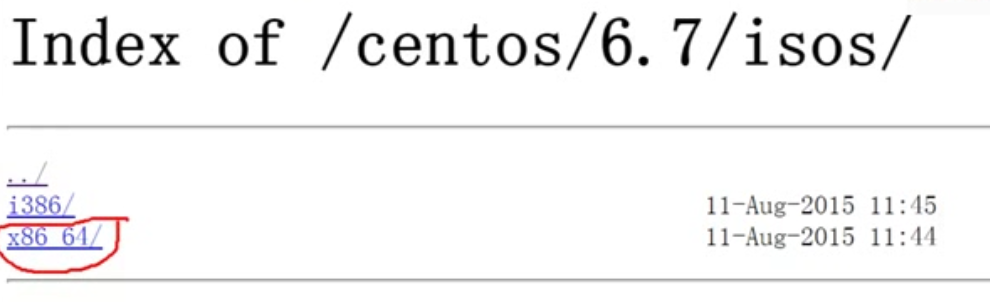 Index of /centos/6.7/isos/
../
i386/ 11-Aug-2015 11:45
x86_64/ 11-Aug-2015 11:44